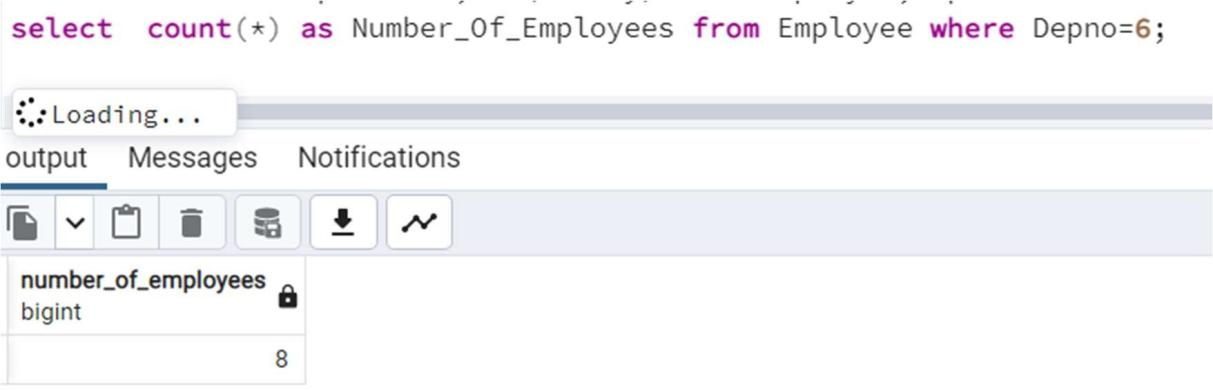 select  count(*) as Number_Of_Employees from Employee where Depno=6;
Loading...
output Messages Notifications
number_of_employees
bigint
8